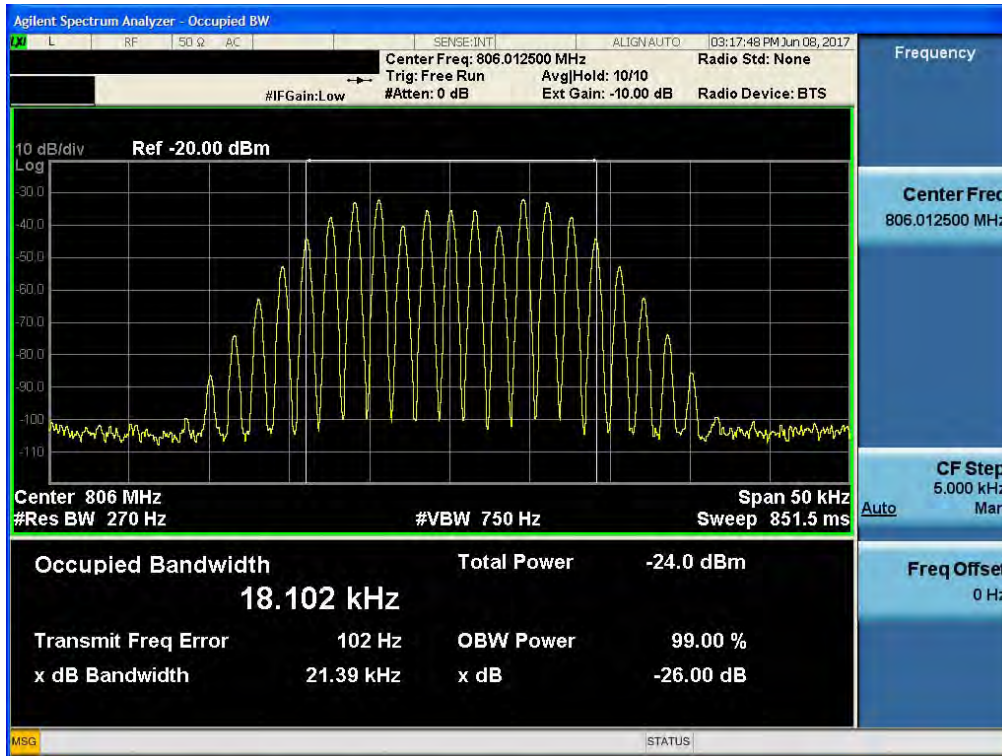 Agilent Spectrum Analyzer - Occupied BW
LXI L RF 50 Ω AC SENSE:INT ALIGN AUTO 03:17:48 PM Jun 08, 2017
Center Freq: 806.012500 MHz Radio Std: None
Trig: Free Run Avg|Hold: 10/10
#IFGain:Low #Atten: 0 dB Ext Gain: -10.00 dB Radio Device: BTS
10 dB/div Ref -20.00 dBm
Log
-30.0
-40.0
-50.0
-60.0
-70.0
-80.0
-90.0
-100
-110
Center 806 MHz Span 50 kHz
#Res BW 270 Hz #VBW 750 Hz Sweep 851.5 ms
Occupied Bandwidth Total Power -24.0 dBm
18.102 kHz
Transmit Freq Error 102 Hz OBW Power 99.00 %
x dB Bandwidth 21.39 kHz x dB -26.00 dB
MSG STATUS
Frequency
Center Freq
806.012500 MHz
CF Step
5.000 kHz
Auto Man
Freq Offset
0 Hz